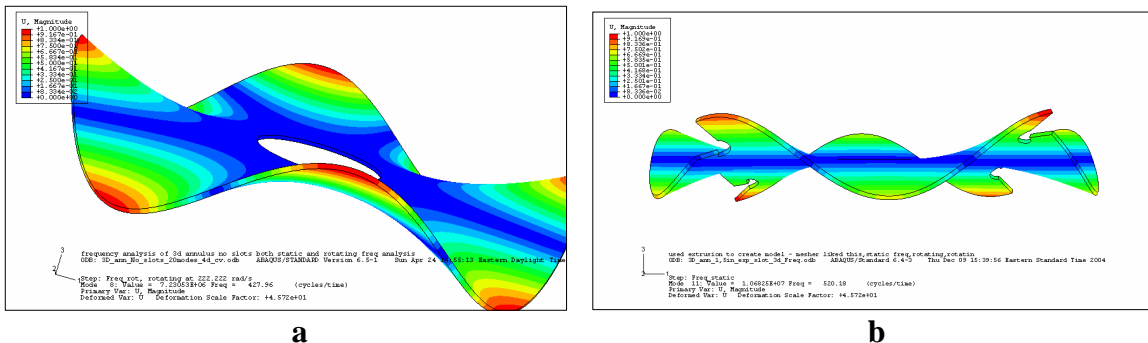 U, Magnitude
+1.000e+00
+9.167e-01
+8.334e-01
+7.500e-01
+6.667e-01
+5.834e-01
+5.000e-01
+4.167e-01
+3.334e-01
+2.500e-01
+1.667e-01
+8.334e-02
+0.000e+00
3
2
1
frequency analysis of 3d annulus no slots both static and rotating freq analysis
ODB: 3D_ann_No_slots_20modes_4d_cv.odb ABAQUS/STANDARD Version 6.5-1 Sun Apr 24 Eastern Daylight Time
Step: Freq_rot, rotating at 222.222 rad/s
Mode 8: Value = 7.23053E+06 Freq = 427.96 (cycles/time)
Primary Var: U, Magnitude
Deformed Var: U Deformation Scale Factor: +4.572e+01
a
U, Magnitude
+1.000e+00
+9.169e-01
+8.336e-01
+7.502e-01
+6.669e-01
+5.835e-01
+5.001e-01
+4.168e-01
+3.334e-01
+2.501e-01
+1.667e-01
+8.336e-02
+0.000e+00
3
2
1
used extrusion to create model - mesher liked this,static freq,rotating,rotatin
ODB: 3D_ann_1_5in_exp_slot_3d_Freq.odb ABAQUS/Standard 6.4-3 Thu Dec 09 15:39:56 Eastern Standard Time 2004
Step: Freq_static
Mode 11: Value = 1.06825E+07 Freq = 520.18 (cycles/time)
Primary Var: U, Magnitude
Deformed Var: U Deformation Scale Factor: +4.572e+01
b